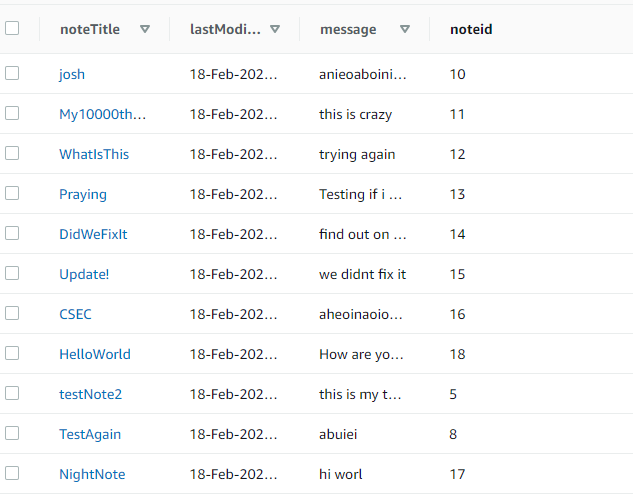 noteTitle lastModi... message noteid
josh 18-Feb-202... anieoaboini... 10
My10000th... 18-Feb-202... this is crazy 11
WhatIsThis 18-Feb-202... trying again 12
Praying 18-Feb-202... Testing if i ... 13
DidWeFixIt 18-Feb-202... find out on ... 14
Update! 18-Feb-202... we didnt fix it 15
CSEC 18-Feb-202... aheoinaoio... 16
HelloWorld 18-Feb-202... How are yo... 18
testNote2 18-Feb-202... this is my t... 5
TestAgain 18-Feb-202... abuiei 8
NightNote 18-Feb-202... hi worl 17